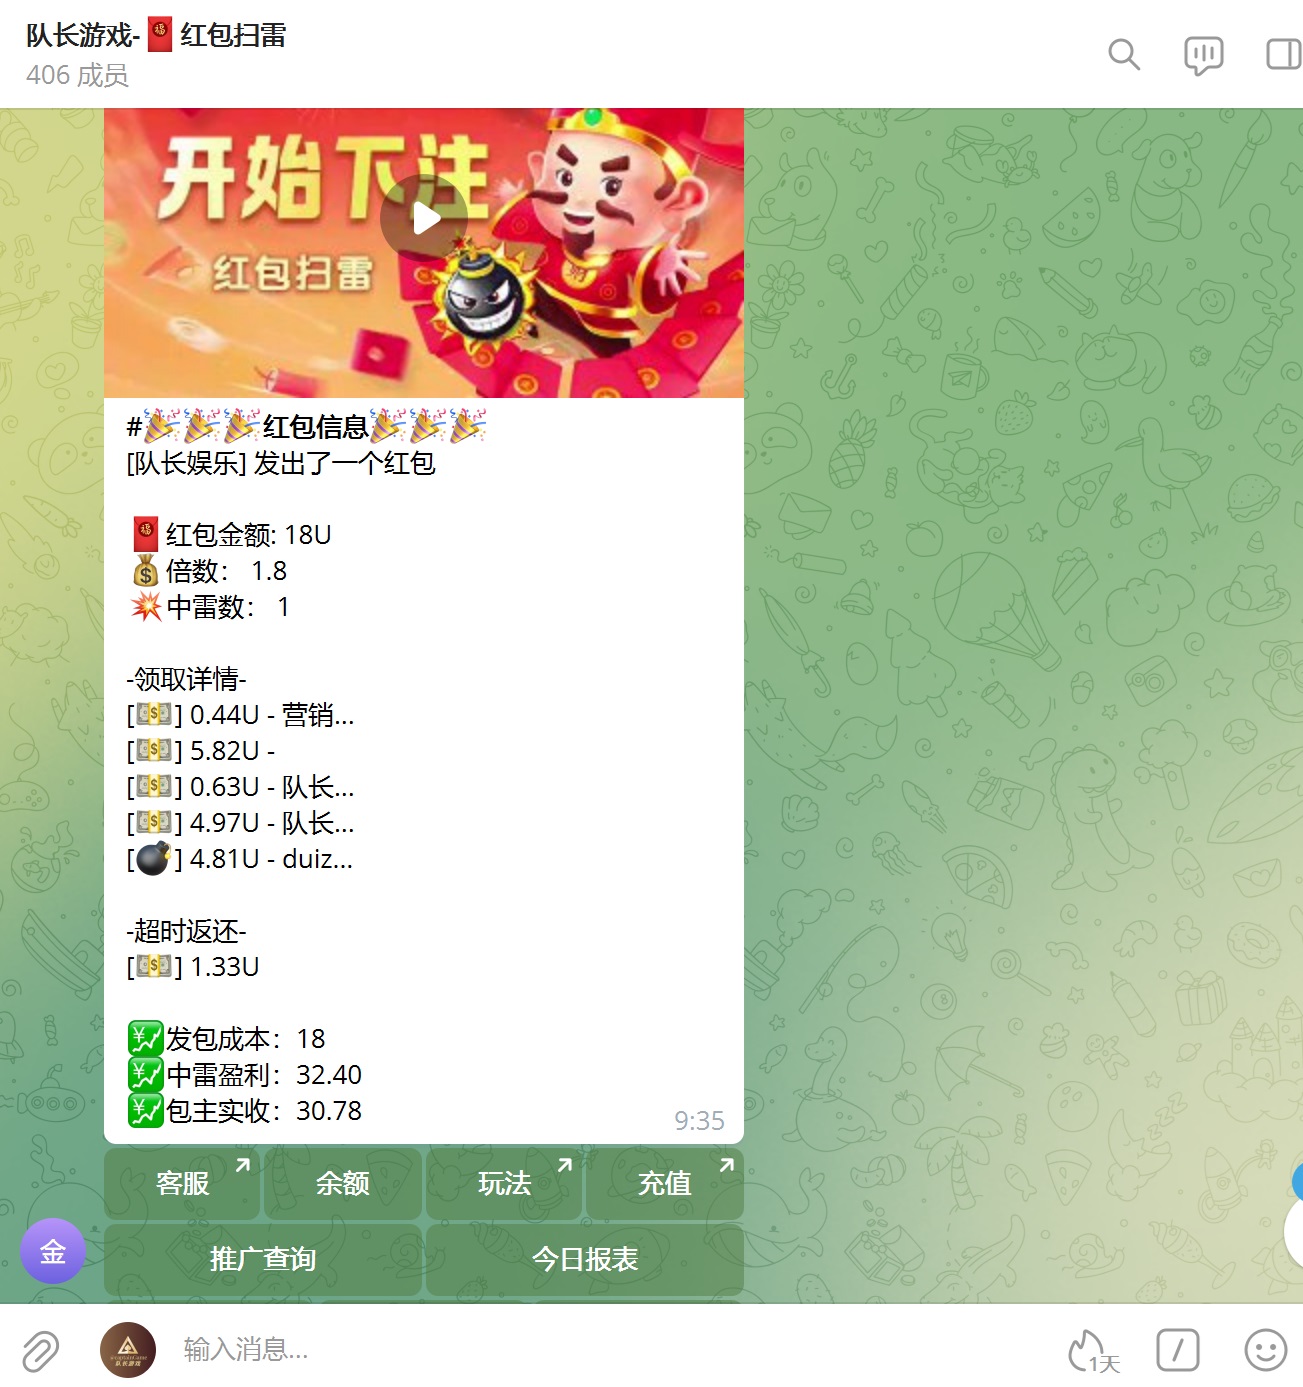 队长游戏-🧧红包扫雷
406 成员
开始下注
红包扫雷
#🎉🎉🎉红包信息🎉🎉🎉
[队长娱乐] 发出了一个红包
🧧红包金额: 18U
💰倍数： 1.8
💥中雷数： 1
-领取详情-
[💵] 0.44U - 营销...
[💵] 5.82U -
[💵] 0.63U - 队长...
[💵] 4.97U - 队长...
[💣] 4.81U - duiz...
-超时返还-
[💵] 1.33U
💹发包成本：18
💹中雷盈利：32.40
💹包主实收：30.78
9:35
客服 余额 玩法 充值
推广查询 今日报表
金
队长游戏
输入消息...
1天